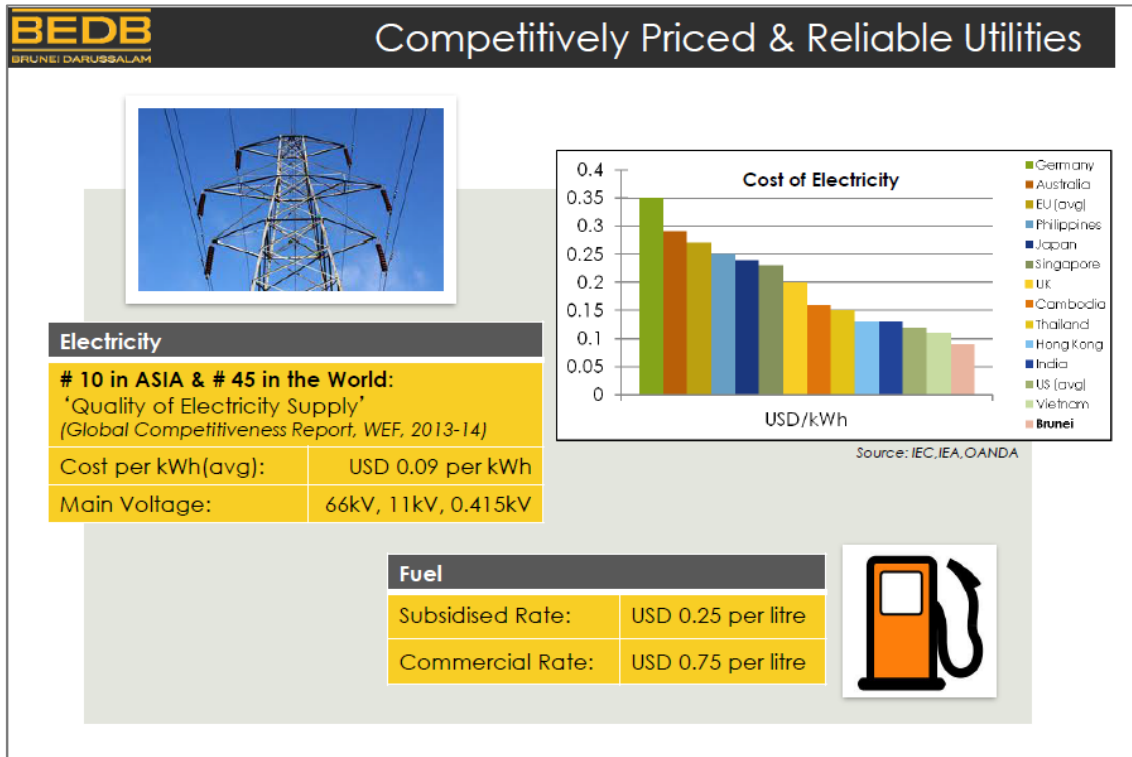 BEDB
BRUNEI DARUSSALAM
Competitively Priced & Reliable Utilities
Cost of Electricity
0.4
0.35
0.3
0.25
0.2
0.15
0.1
0.05
0
USD/kWh
Germany
Australia
EU (avg)
Philippines
Japan
Singapore
UK
Cambodia
Thailand
Hong Kong
India
US (avg)
Vietnam
Brunei
Source: IEC,IEA,OANDA
Electricity
# 10 in ASIA & # 45 in the World:
‘Quality of Electricity Supply’
(Global Competitiveness Report, WEF, 2013-14)
Cost per kWh(avg): USD 0.09 per kWh
Main Voltage: 66kV, 11kV, 0.415kV
Fuel
Subsidised Rate: USD 0.25 per litre
Commercial Rate: USD 0.75 per litre